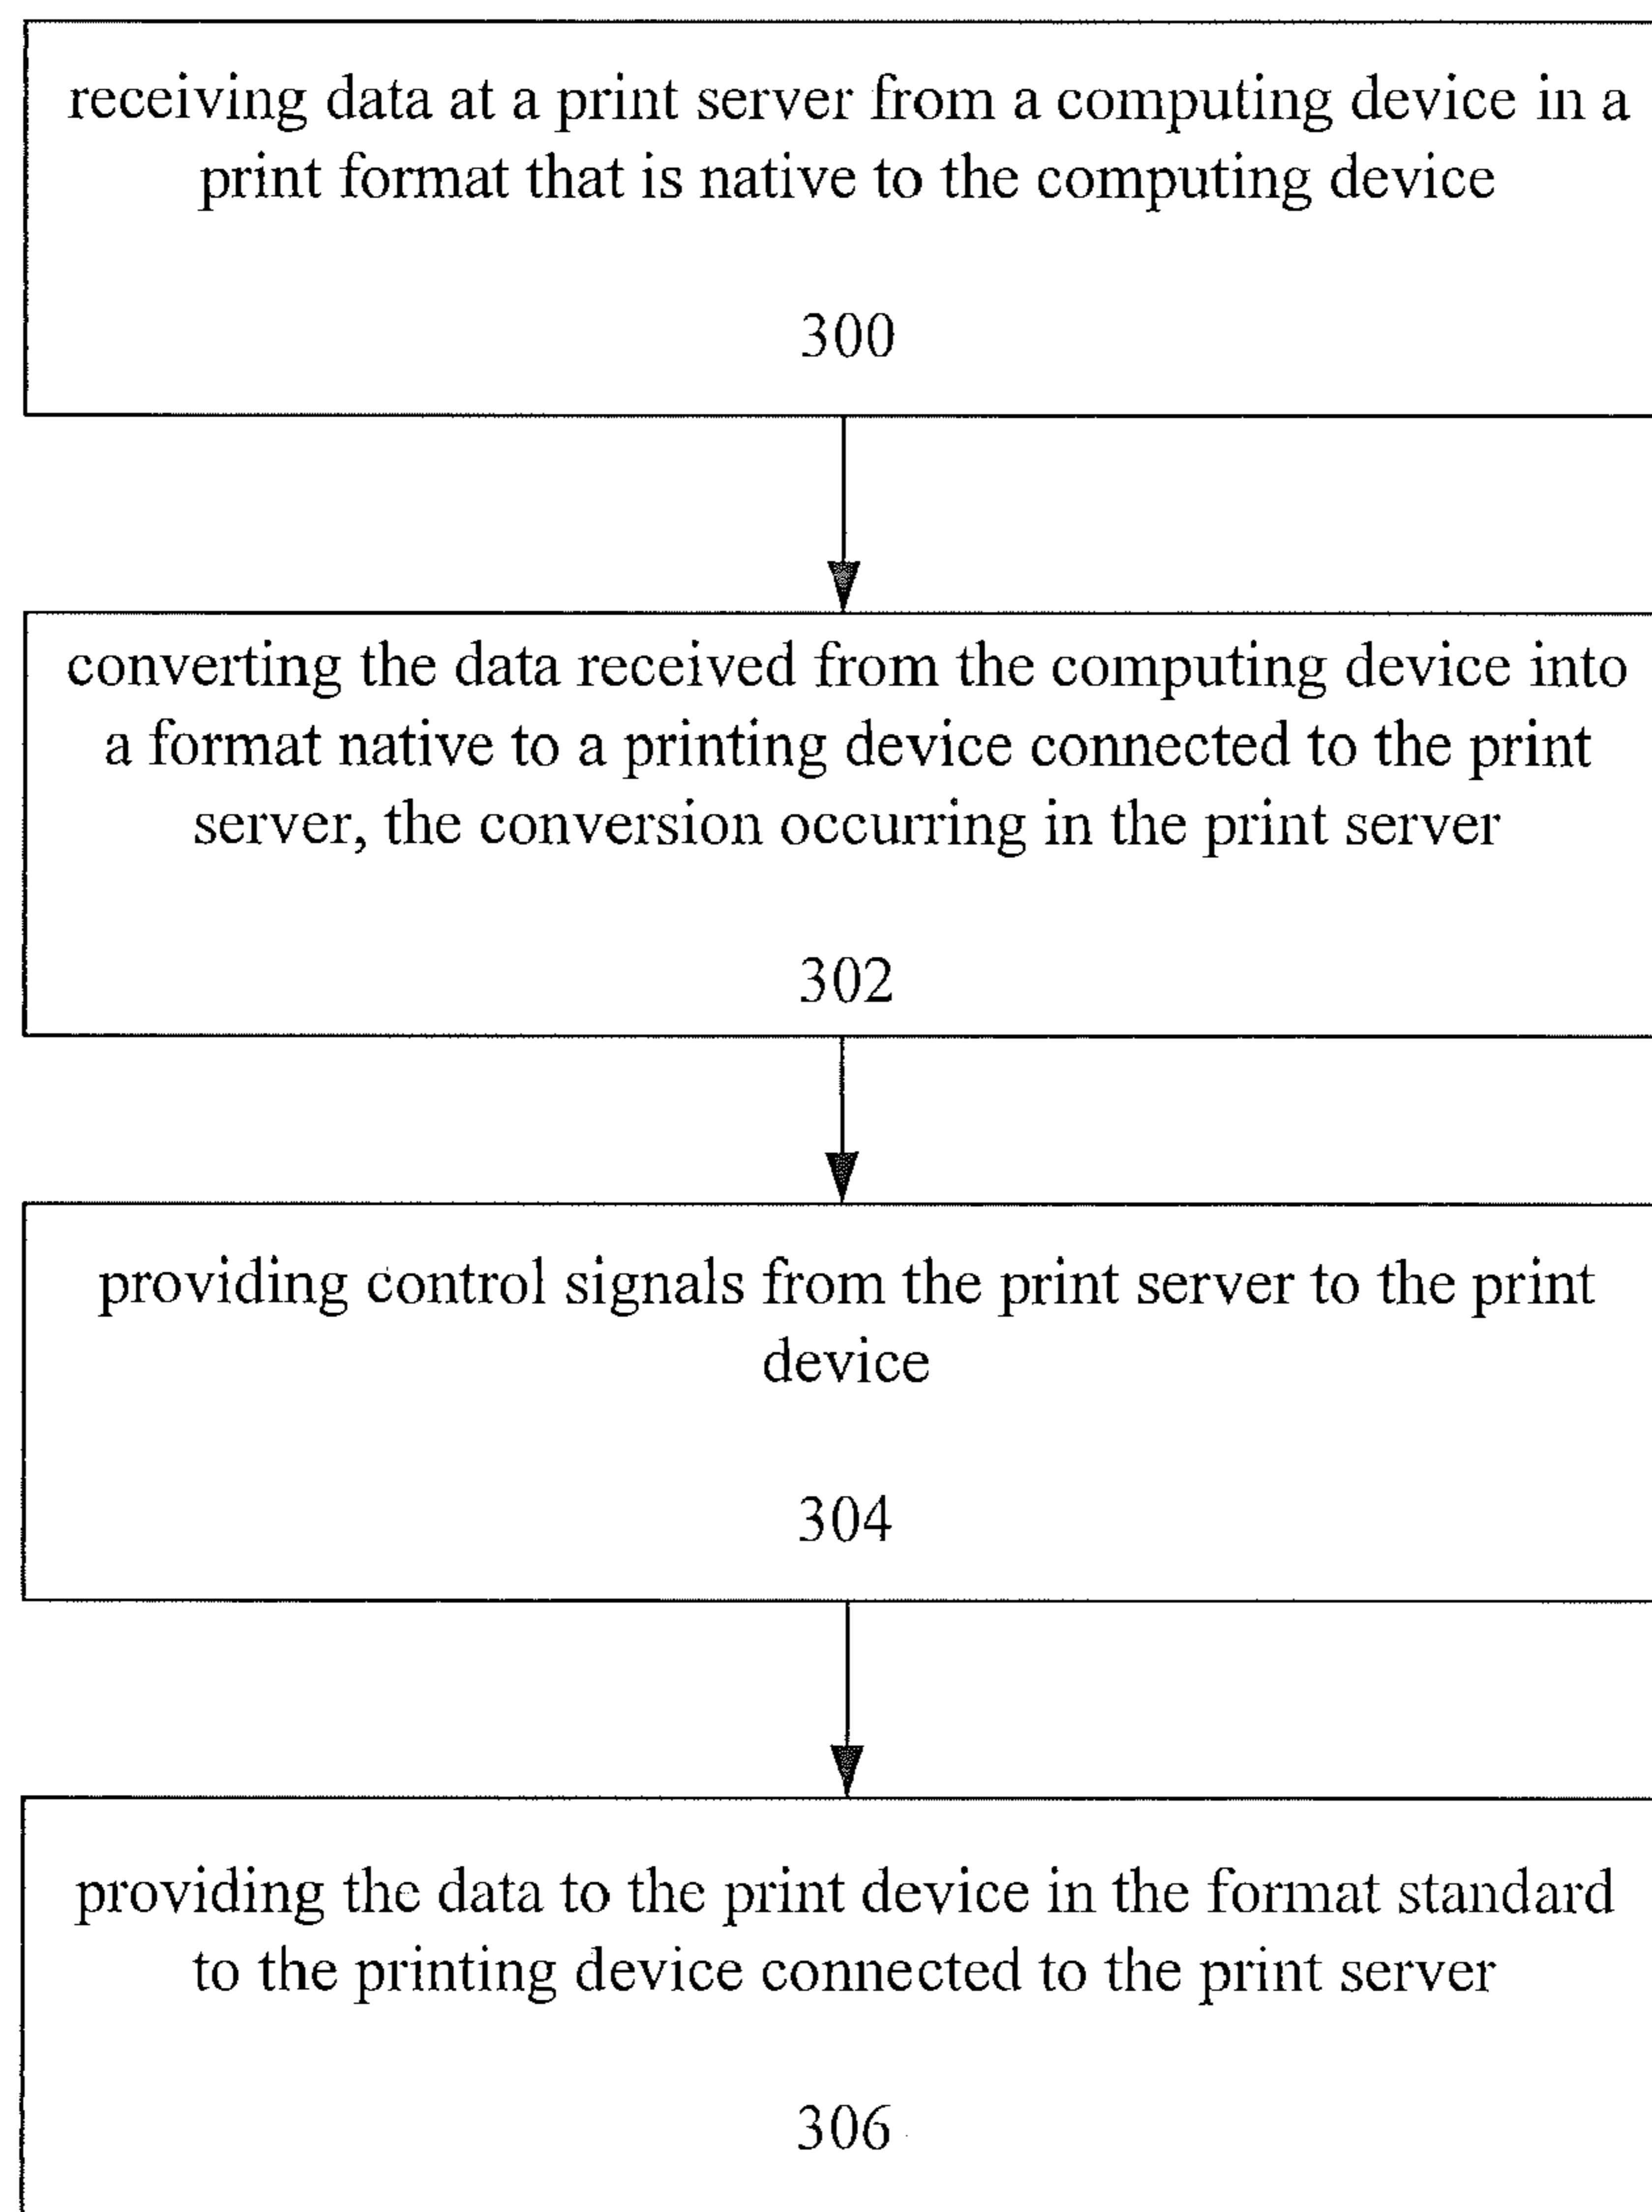 receiving data at a print server from a computing device in a
print format that is native to the computing device
300
converting the data received from the computing device into
a format native to a printing device connected to the print
server, the conversion occurring in the print server
302
providing control signals from the print server to the print
device
304
providing the data to the print device in the format standard
to the printing device connected to the print server
306